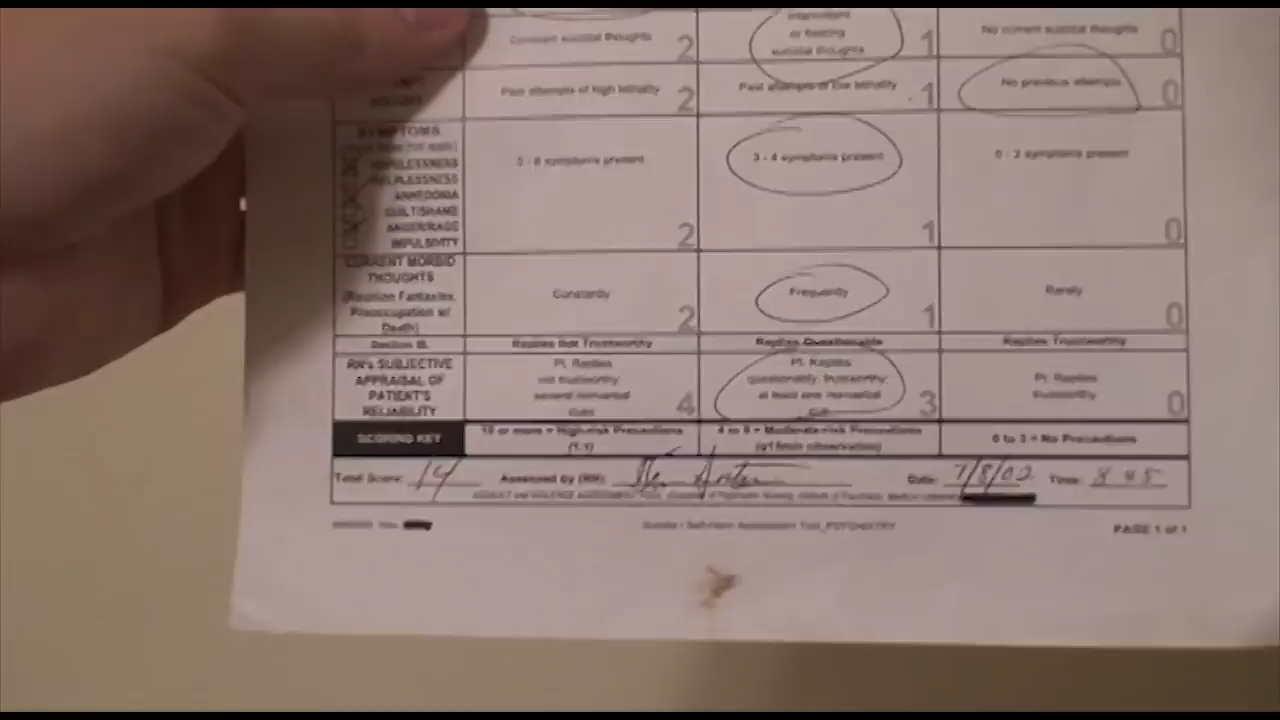 Constant suicidal thoughts 2
Intermittent or fleeting suicidal thoughts 1
No current suicidal thoughts 0
Past attempts of high lethality 2
Past attempts of low lethality 1
No previous attempts 0
SYMPTOMS
HOPELESSNESS
HELPLESSNESS
ANHEDONIA
GUILT/SHAME
ANGER/RAGE
IMPULSIVITY
5 - 6 symptoms present 2
3 - 4 symptoms present 1
0 - 2 symptoms present 0
CURRENT MORBID
THOUGHTS
(Reunion Fantasies,
Preoccupation w/
Death)
Constantly 2
Frequently 1
Rarely 0
Section B. Replies Not Trustworthy Replies Questionable Replies Trustworthy
RN's SUBJECTIVE
APPRAISAL OF
PATIENT'S
RELIABILITY
Pt. Replies
not trustworthy
several nonverbal
cues 4
Pt. Replies
questionably trustworthy
at least one nonverbal
cue 3
Pt. Replies
trustworthy 0
SCORING KEY
10 or more = High-risk Precautions
(1:1)
4 to 9 = Moderate-risk Precautions
(q15min observation)
0 to 3 = No Precautions
Total Score: 14 Assessed by (RN): Date: 7/8/02 Time: 8 45
PAGE 1 of 1